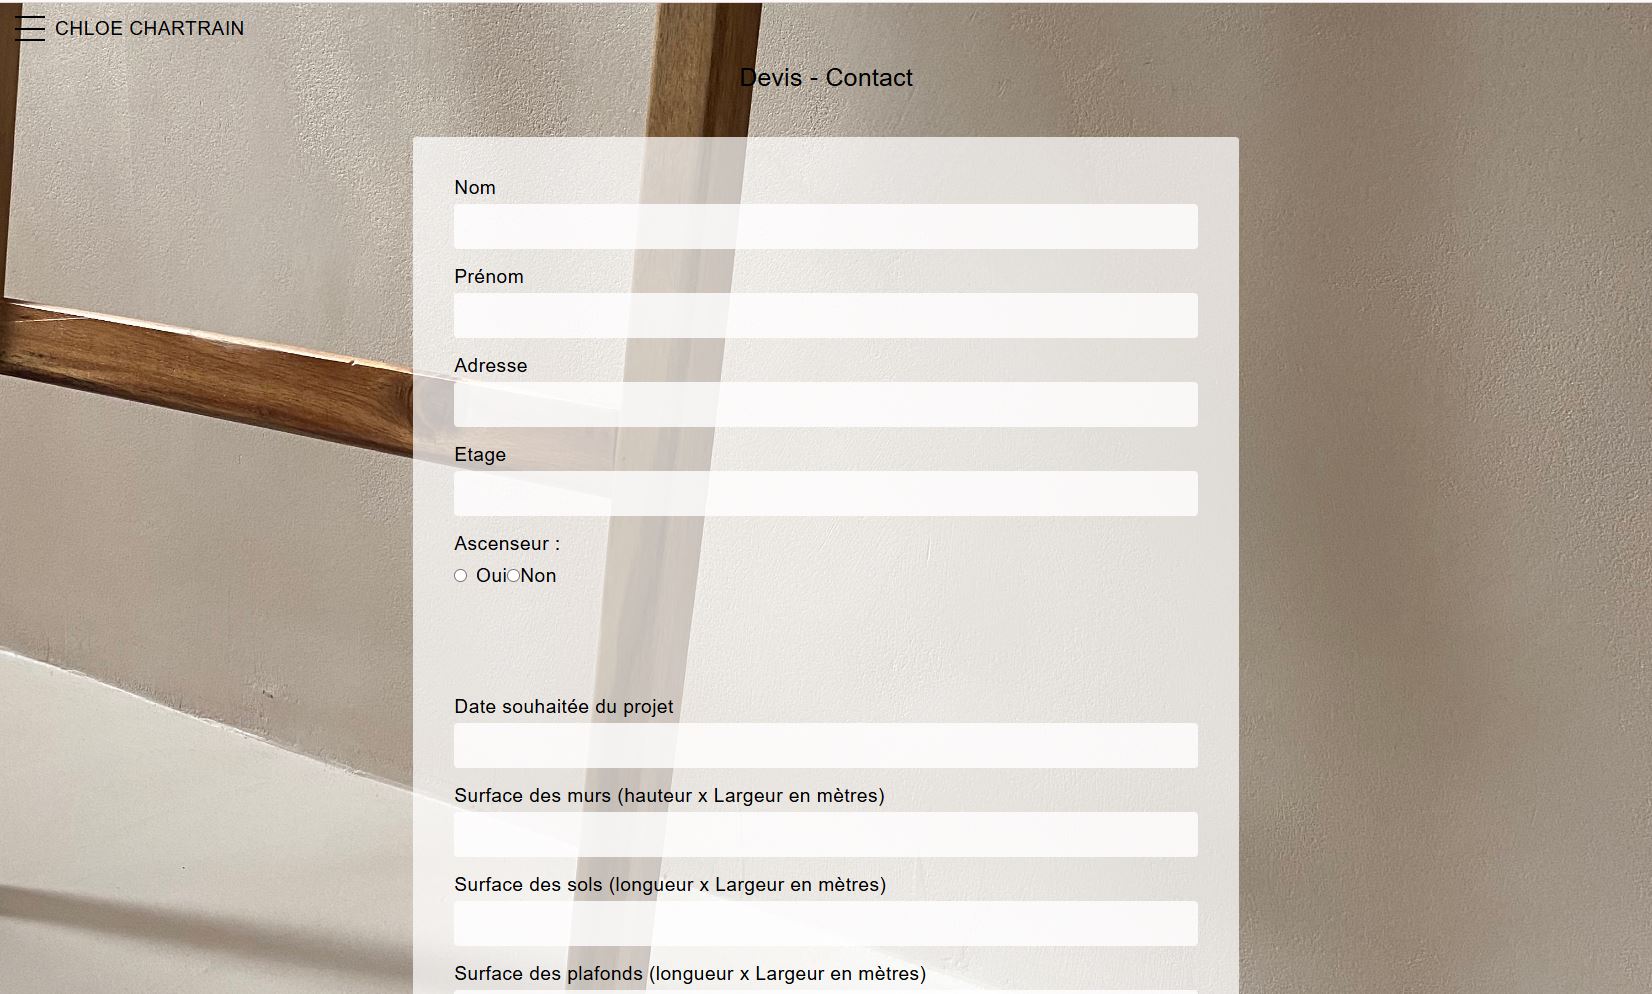 CHLOE CHARTRAIN
Devis - Contact
Nom
Prénom
Adresse
Etage
Ascenseur :
Oui Non
Date souhaitée du projet
Surface des murs (hauteur x Largeur en mètres)
Surface des sols (longueur x Largeur en mètres)
Surface des plafonds (longueur x Largeur en mètres)